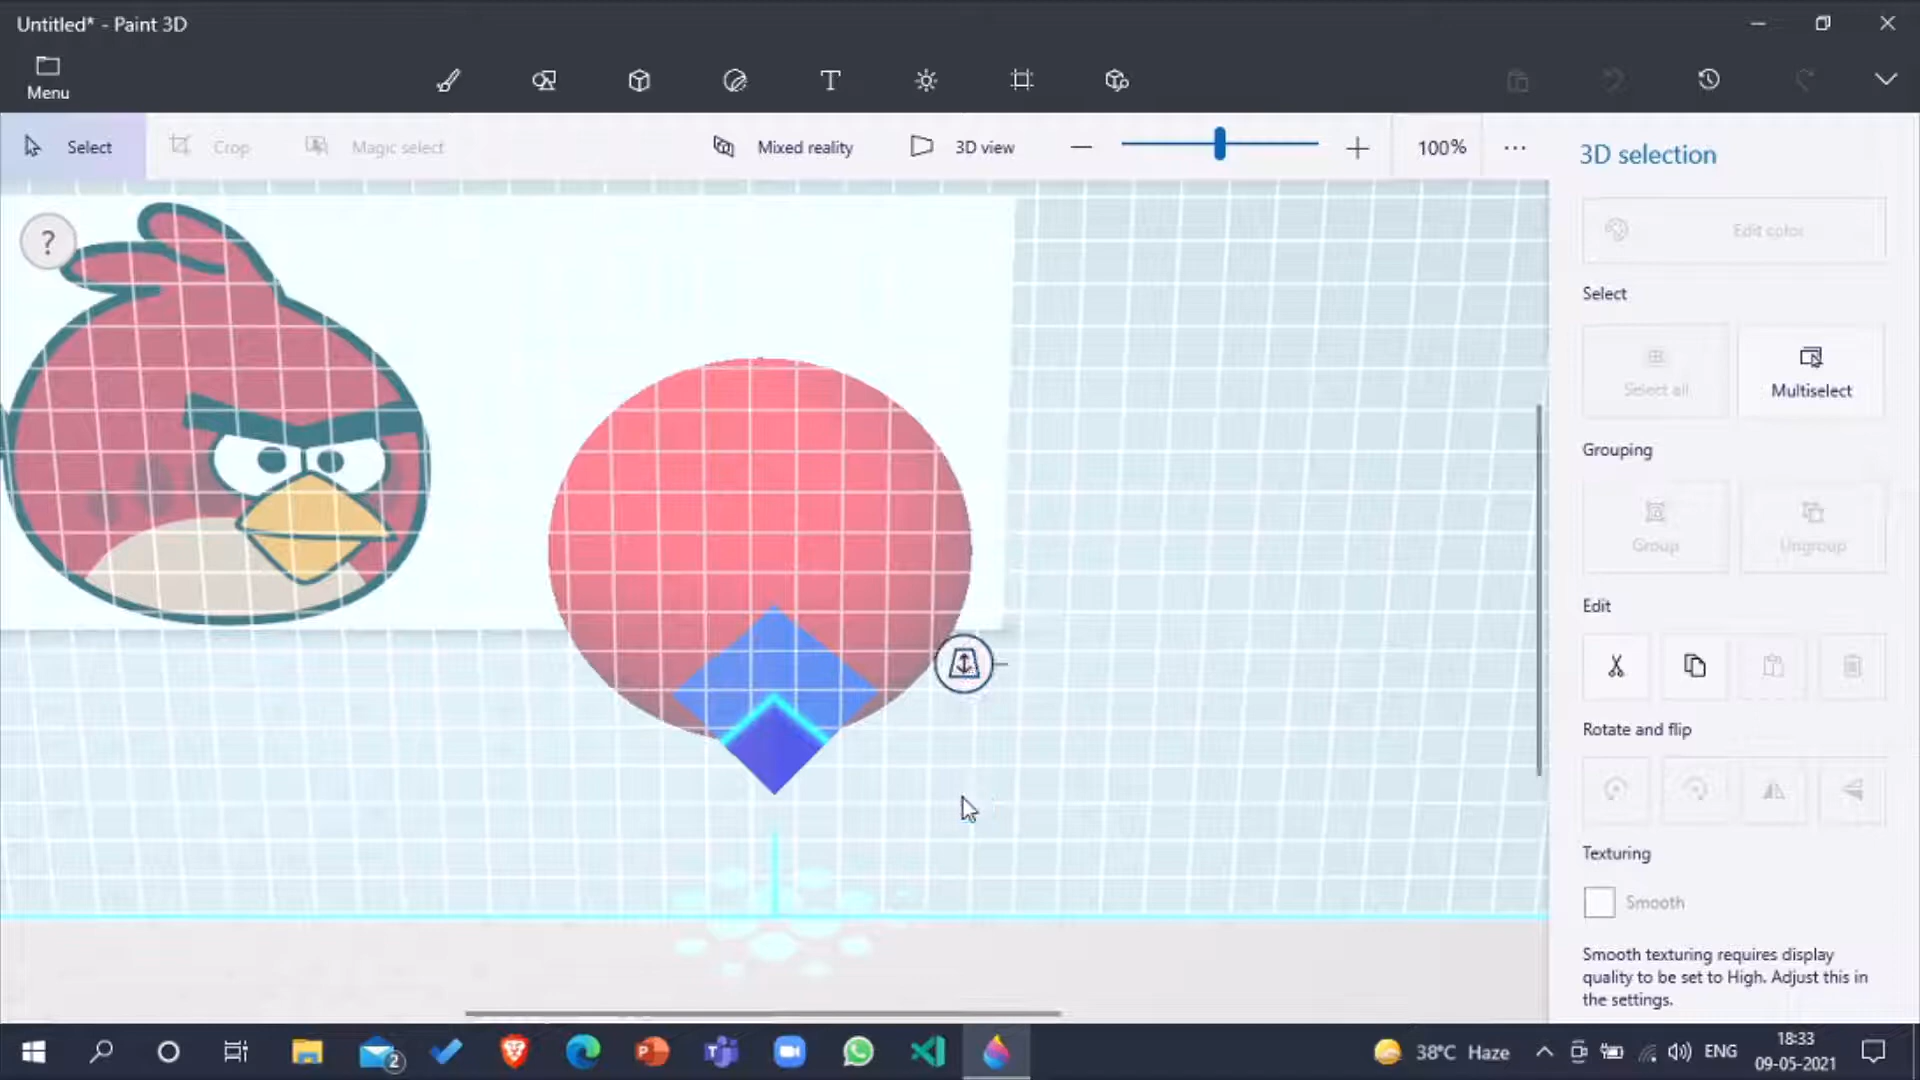 Untitled* - Paint 3D
Menu
Select
Crop
Magic select
Mixed reality
3D view
100%
3D selection
?
Edit color
Select
Select all
Multiselect
Grouping
Group
Ungroup
Edit
Rotate and flip
Texturing
Smooth
Smooth texturing requires display
quality to be set to High. Adjust this in
the settings.
2
38°C Haze
ENG
18:33
09-05-2021